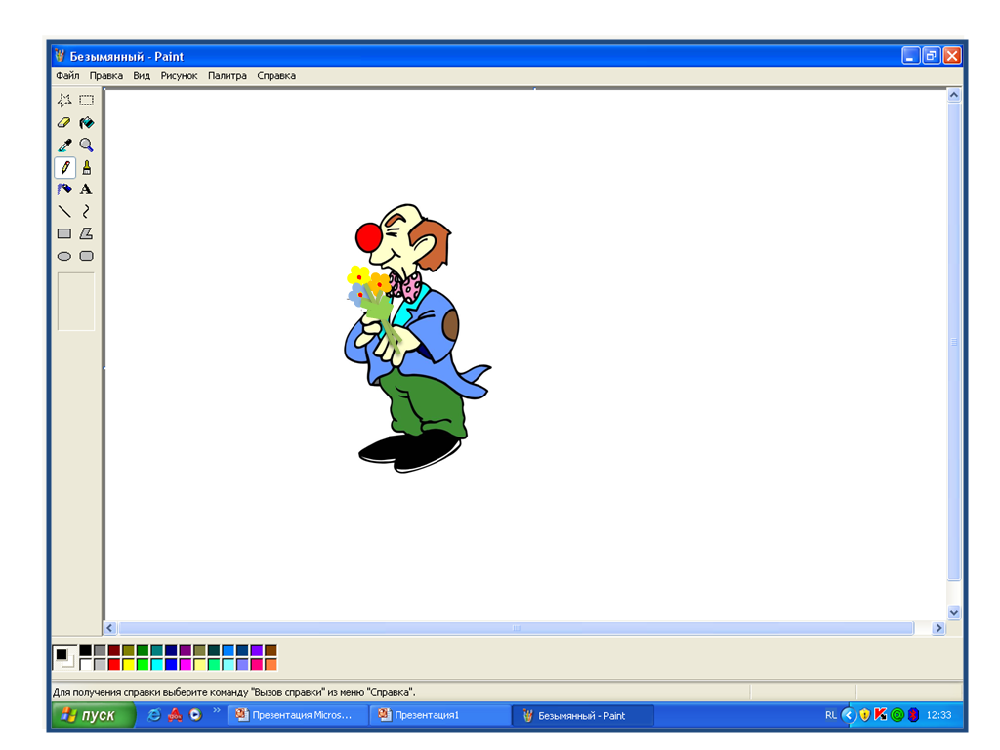 Безымянный - Paint
Файл Правка Вид Рисунок Палитра Справка
A
Для получения справки выберите команду "Вызов справки" из меню "Справка".
пуск
Презентация Micros...
Презентация1
Безымянный - Paint
RL
12:33